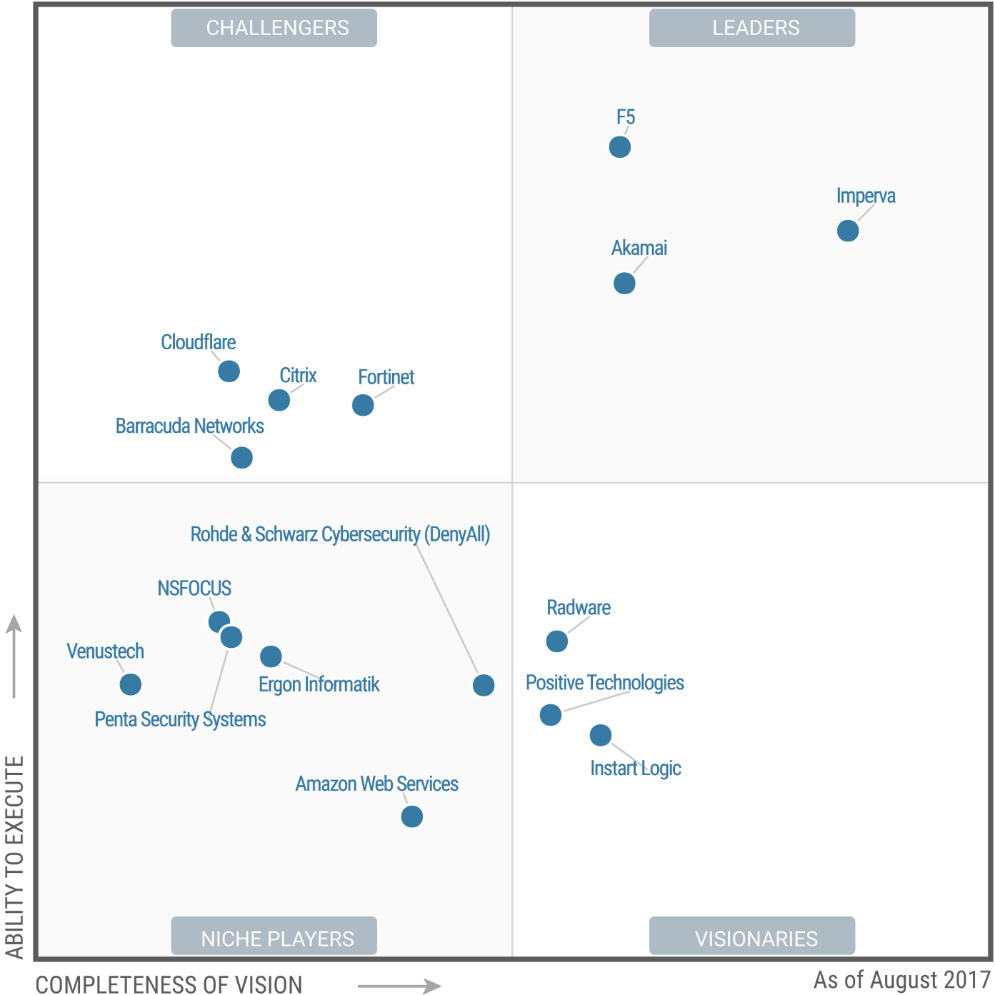 CHALLENGERS
LEADERS
F5
Imperva
Akamai
Cloudflare
Citrix
Fortinet
Barracuda Networks
Rohde & Schwarz Cybersecurity (DenyAll)
NSFOCUS
Radware
Venustech
Ergon Informatik
Positive Technologies
Penta Security Systems
Instart Logic
Amazon Web Services
ABILITY TO EXECUTE
NICHE PLAYERS
VISIONARIES
COMPLETENESS OF VISION
As of August 2017